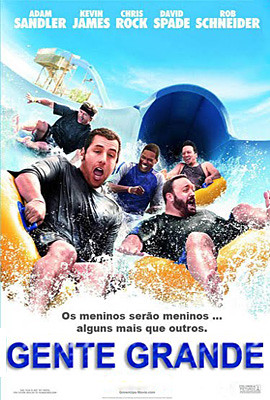 ADAM SANDLER KEVIN JAMES CHRIS ROCK DAVID SPADE ROB SCHNEIDER
Os meninos serão meninos ...
alguns mais que outros.
GENTE GRANDE